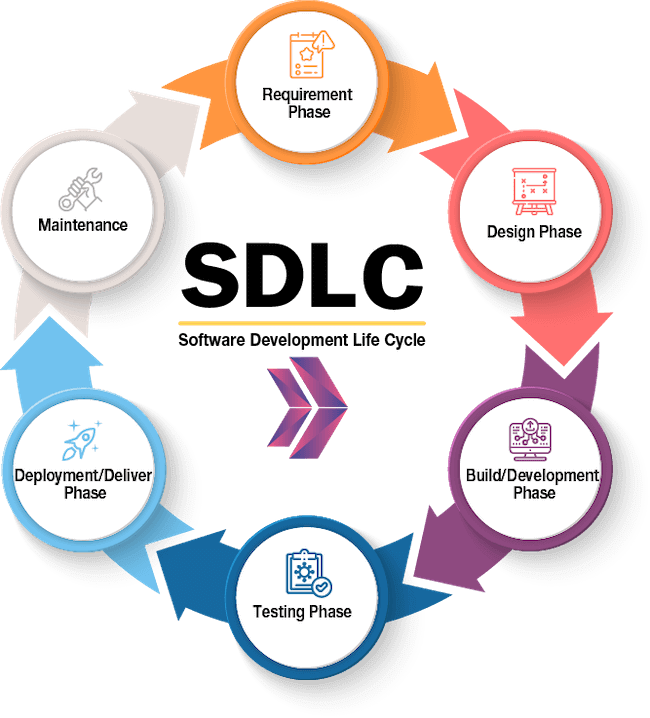 Requirement
Phase
Design Phase
Build/Development
Phase
Testing Phase
Deployment/Deliver
Phase
Maintenance
SDLC
Software Development Life Cycle